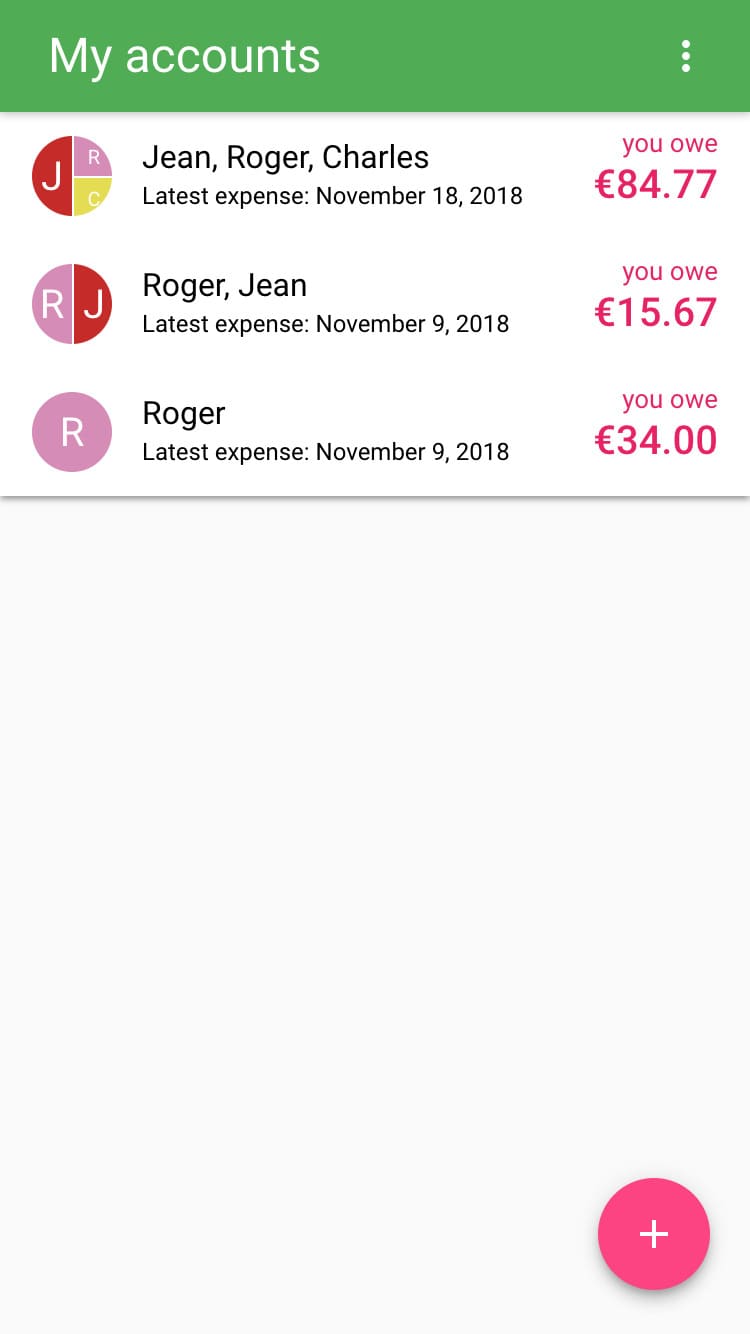 My accounts
J R C
Jean, Roger, Charles
Latest expense: November 18, 2018
you owe
€84.77
R J
Roger, Jean
Latest expense: November 9, 2018
you owe
€15.67
R
Roger
Latest expense: November 9, 2018
you owe
€34.00
+